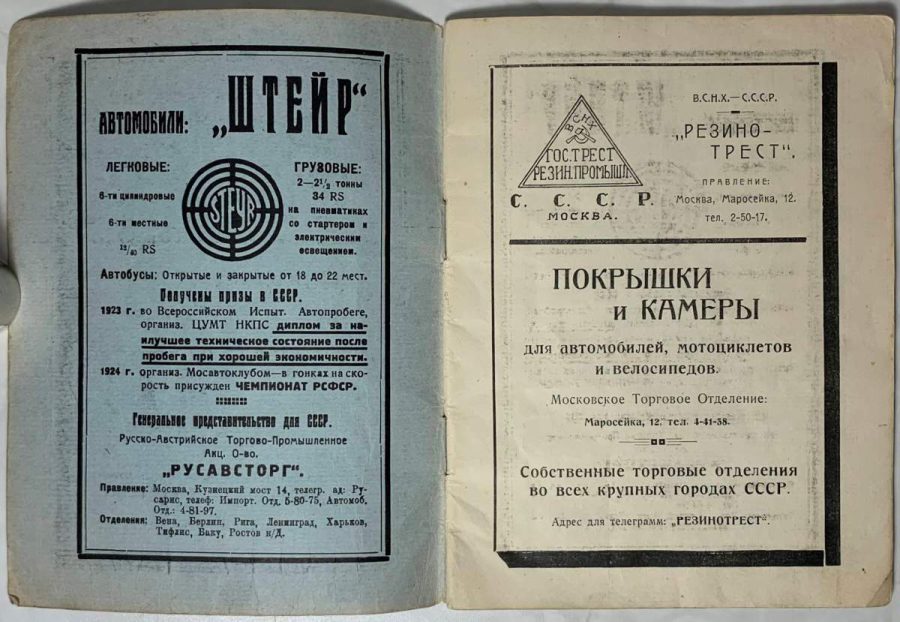 АВТОМОБИЛИ: „ШТЕЙР“
ЛЕГКОВЫЕ:
6-ти цилиндровые
6-ти местные
12/40 RS
STEYR
ГРУЗОВЫЕ:
2—2½ тонны
34 RS
на пневматиках
со стартером и
электрическим
освещением.
Автобусы: Открытые и закрытые от 18 до 22 мест.
Получены призы в СССР.
1923 г. во Всероссийском Испыт. Автопробеге,
организ. ЦУМТ НКПС диплом за на-
илучшее техническое состояние после
пробега при хорошей экономичности.
1924 г. организ. Мосавтоклубом—в гонках на ско-
рость присужден ЧЕМПИОНАТ РСФСР.
Генеральное представительство для СССР.
Русско-Австрийское Торгово-Промышленное
Акц. О-во.
„РУСАВСТОРГ“.
Правление: Москва, Кузнецкий мост 14, телегр. ад: Ру-
сарис, телеф: Импорт. Отд. 5-80-75, Автомоб.
Отд.: 4-81-97.
Отделения: Вена, Берлин, Рига, Ленинград, Харьков,
Тифлис, Баку, Ростов н/Д.
В С Н Х
ГОС.ТРЕСТ
РЕЗИН.ПРОМЫШЛ
С. С. С. Р.
МОСКВА.
В.С.Н.Х.—С.С.С.Р.
„РЕЗИНО-
ТРЕСТ“.
ПРАВЛЕНИЕ:
Москва, Маросейка, 12.
тел. 2-50-17.
ПОКРЫШКИ
и КАМЕРЫ
для автомобилей, мотоциклетов
и велосипедов.
Московское Торговое Отделение:
Маросейка, 12. тел. 4-41-38.
Собственные торговые отделения
во всех крупных городах СССР.
Адрес для телеграмм: „РЕЗИНОТРЕСТ“.